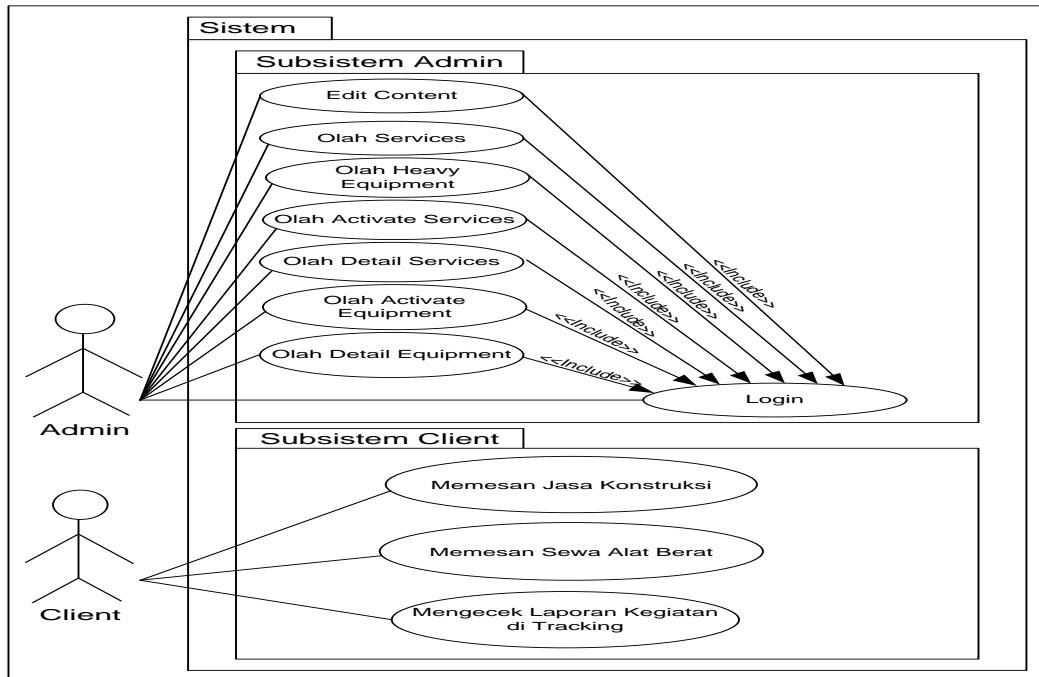 Sistem
Subsistem Admin
Edit Content
Olah Services
Olah Heavy
Equipment
Olah Activate Services
Olah Detail Services
Olah Activate
Equipment
Olah Detail Equipment
<<Include>>
<<Include>>
<<Include>>
<<Include>>
<<Include>>
<<Include>>
<<Include>>
Login
Admin
Subsistem Client
Memesan Jasa Konstruksi
Memesan Sewa Alat Berat
Mengecek Laporan Kegiatan
di Tracking
Client